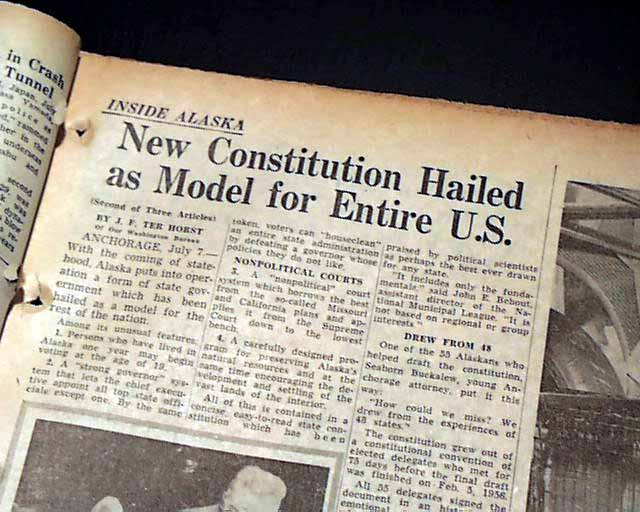 in Crash
Tunnel
Japan, July
police as
her in the
underseas
second
was
years
INSIDE ALASKA
New Constitution Hailed
as Model for Entire U.S.
(Second of Three Articles)
BY J. F. TER HORST
Of Our Washington Bureau
ANCHORAGE, July 7.—
With the coming of state-
hood, Alaska puts into oper-
ation a form of state gov-
ernment which has been
hailed as a model for the
rest of the nation.
Among its unusual features,
1. Persons who have lived in
Alaska one year may begin
voting at the age of 19.
2. A "strong governor" sys-
tem that lets the chief execu-
tive appoint all top state offi-
cials except one. By the same
token, voters can "houseclean"
an entire state administration
by defeating a governor whose
policies they do not like.
NONPOLITICAL COURTS
3. A "nonpolitical" court
system which borrows the best
from the so-called Missouri
and California plans and ap-
plies it from the Supreme
Court down to the lowest
bench.
4. A carefully designed pro-
gram for preserving Alaska's
natural resources and at the
same time encouraging the de-
velopment and settling of the
vast lands of the interior.
All of this is contained in a
concise, easy-to-read state con-
stitution which has been
praised by political scientists
as perhaps the best ever drawn
for any state.
"It includes only the funda-
mentals," said John E. Bebout,
assistant director of the Na-
tional Municipal League. "It is
not based on regional or group
interests."
DREW FROM 48
One of the 55 Alaskans who
helped draft the constitution,
Seaborn Buckalew, young An-
chorage attorney, put it this
way:
"How could we miss? We
drew from the experiences of
48 states."
The constitution grew out of
a constitutional convention of
elected delegates who met for
75 days before the final draft
was finished on Feb. 5, 1956.
All 55 delegates signed the
document in an
emotional